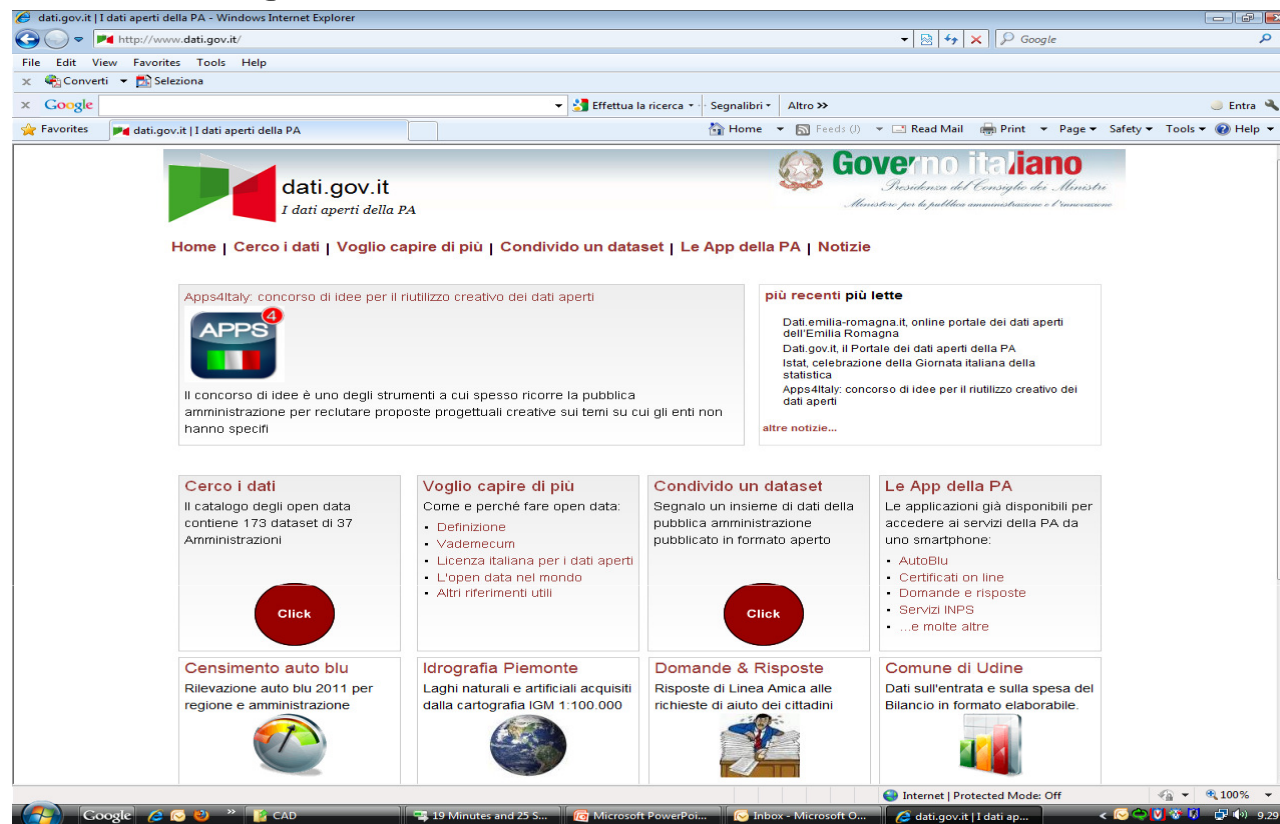 dati.gov.it | I dati aperti della PA - Windows Internet Explorer
http://www.dati.gov.it/
Google
File Edit View Favorites Tools Help
x Converti Seleziona
x Google Effettua la ricerca Segnalibri Altro >> Entra
Favorites dati.gov.it | I dati aperti della PA Home Feeds (J) Read Mail Print Page Safety Tools Help
dati.gov.it
I dati aperti della PA
Governo italiano
Presidenza del Consiglio dei Ministri
Ministero per la pubblica amministrazione e l'innovazione
Home | Cerco i dati | Voglio capire di più | Condivido un dataset | Le App della PA | Notizie
Apps4Italy: concorso di idee per il riutilizzo creativo dei dati aperti
APPS
4
Il concorso di idee è uno degli strumenti a cui spesso ricorre la pubblica
amministrazione per reclutare proposte progettuali creative sui temi su cui gli enti non
hanno specifi
più recenti più lette
Dati.emilia-romagna.it, online portale dei dati aperti
dell'Emilia Romagna
Dati.gov.it, il Portale dei dati aperti della PA
Istat, celebrazione della Giornata italiana della
statistica
Apps4Italy: concorso di idee per il riutilizzo creativo dei
dati aperti
altre notizie...
Cerco i dati
Il catalogo degli open data
contiene 173 dataset di 37
Amministrazioni
Click
Voglio capire di più
Come e perché fare open data:
• Definizione
• Vademecum
• Licenza italiana per i dati aperti
• L'open data nel mondo
• Altri riferimenti utili
Condivido un dataset
Segnalo un insieme di dati della
pubblica amministrazione
pubblicato in formato aperto
Click
Le App della PA
Le applicazioni già disponibili per
accedere ai servizi della PA da
uno smartphone:
• AutoBlu
• Certificati on line
• Domande e risposte
• Servizi INPS
• ...e molte altre
Censimento auto blu
Rilevazione auto blu 2011 per
regione e amministrazione
Idrografia Piemonte
Laghi naturali e artificiali acquisiti
dalla cartografia IGM 1:100.000
Domande & Risposte
Risposte di Linea Amica alle
richieste di aiuto dei cittadini
Comune di Udine
Dati sull'entrata e sulla spesa del
Bilancio in formato elaborabile.
Internet | Protected Mode: Off 100%
Google CAD 19 Minutes and 25 S... Microsoft PowerPoi... Inbox - Microsoft O... dati.gov.it | I dati ap... 9.29